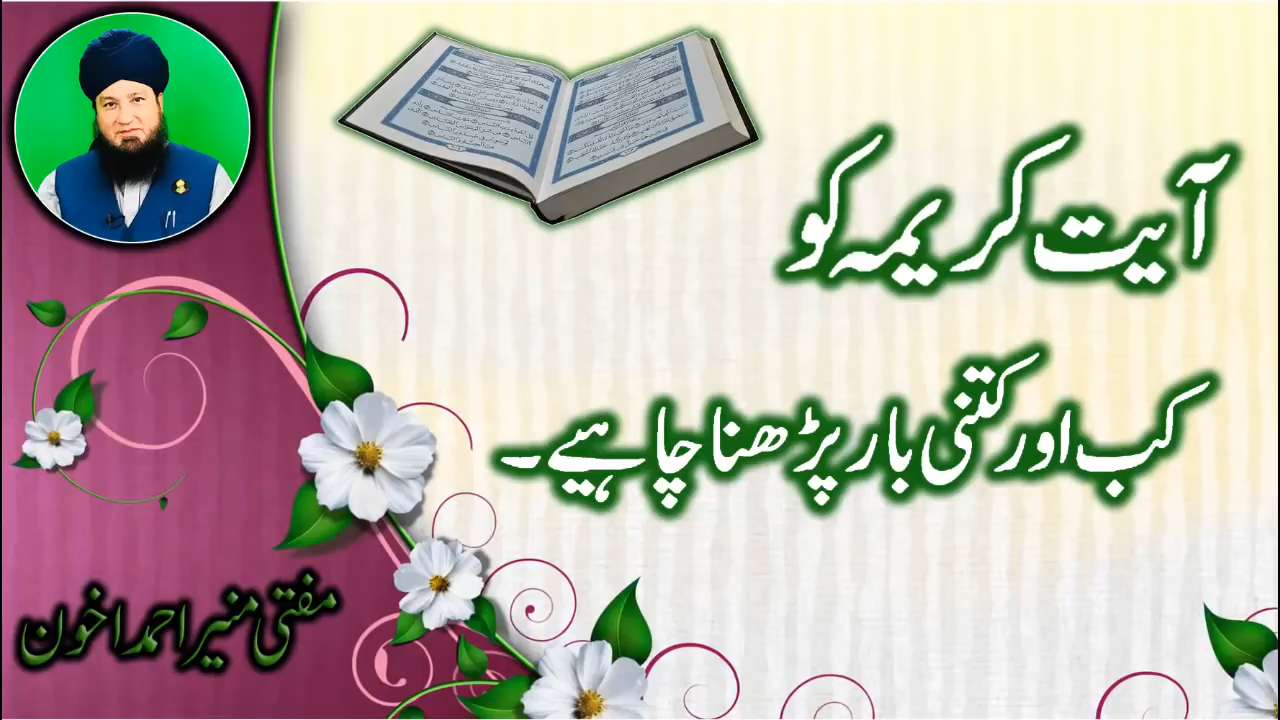 آیت کریمہ کو
کب اور کتنی بار پڑھنا چاہیے۔
مفتی منیر احمد اخون